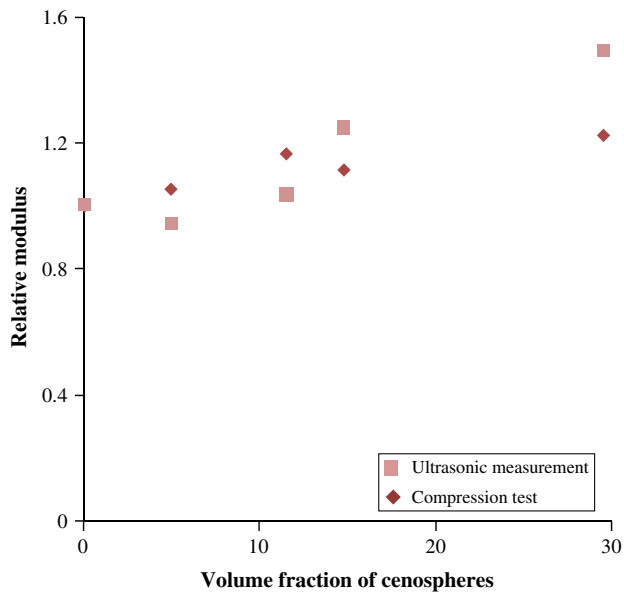 1.6
1.2
0.8
0.4
0
0
10
20
30
Relative modulus
Volume fraction of cenospheres
Ultrasonic measurement
Compression test